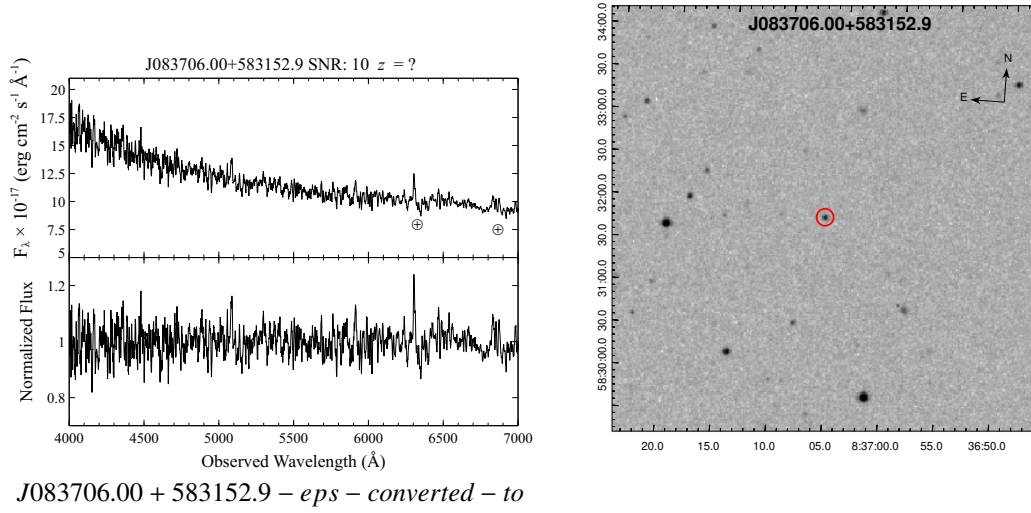 J083706.00+583152.9 SNR: 10 z = ?
F_λ × 10⁻¹⁷ (erg cm⁻² s⁻¹ Å⁻¹)
20
17.5
15
12.5
10
7.5
5
⊕ ⊕
Normalized Flux
1.2
1
0.8
4000 4500 5000 5500 6000 6500 7000
Observed Wavelength (Å)
J083706.00 + 583152.9 – eps – converted – to
J083706.00+583152.9
N
E
34:00.0
30.0
33:00.0
30.0
32:00.0
30.0
31:00.0
30.0
58:30:00.0
20.0 15.0 10.0 05.0 8:37:00.0 55.0 36:50.0